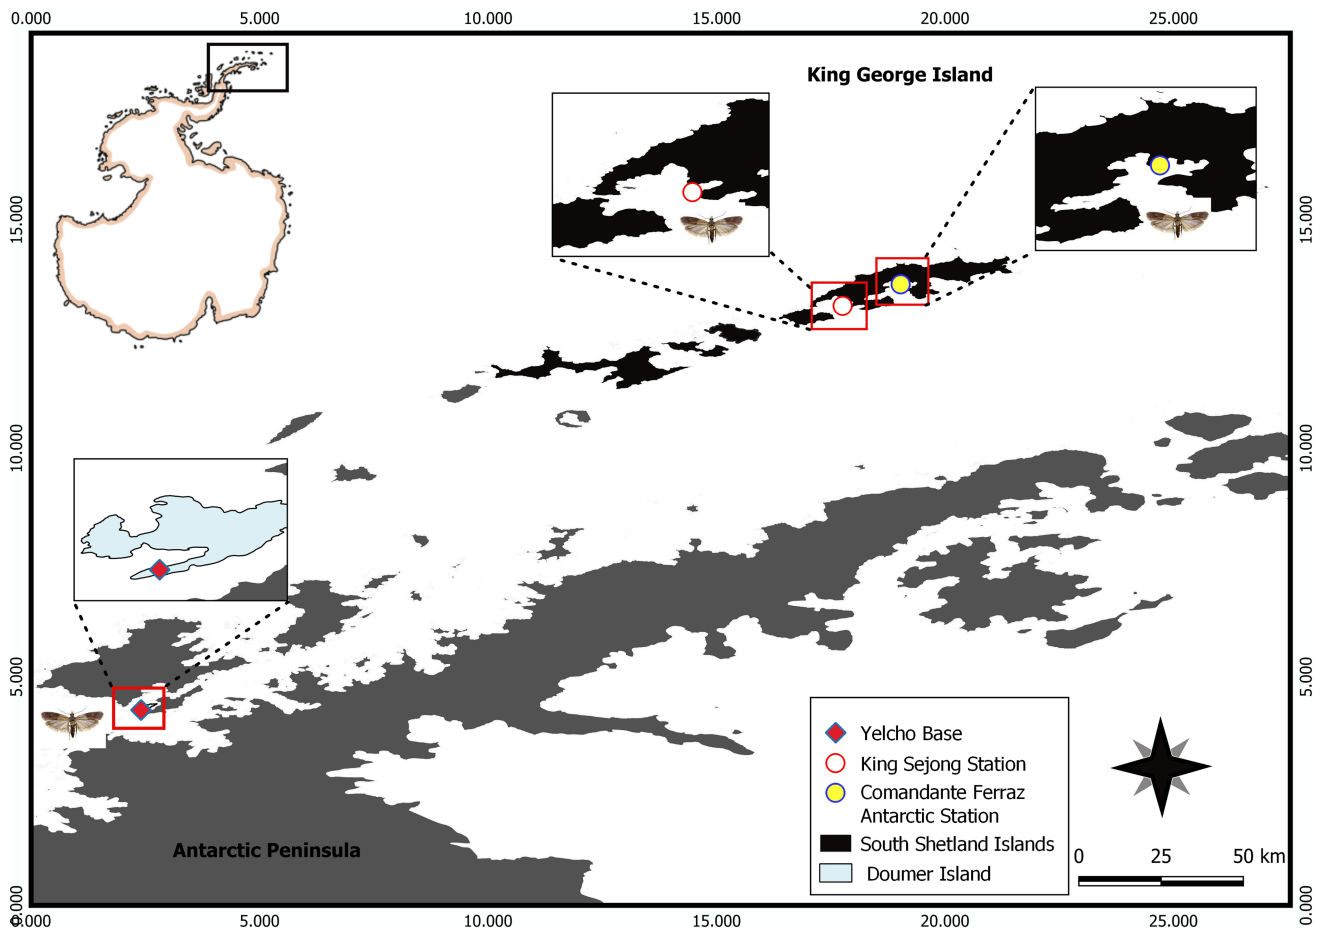 0.000 5.000 10.000 15.000 20.000 25.000
King George Island
15.000
15.000
10.000
10.000
5.000
5.000
Yelcho Base
King Sejong Station
Comandante Ferraz
Antarctic Station
South Shetland Islands
Doumer Island
0 25 50 km
Antarctic Peninsula
0.000
0.000
0.000 5.000 10.000 15.000 20.000 25.000